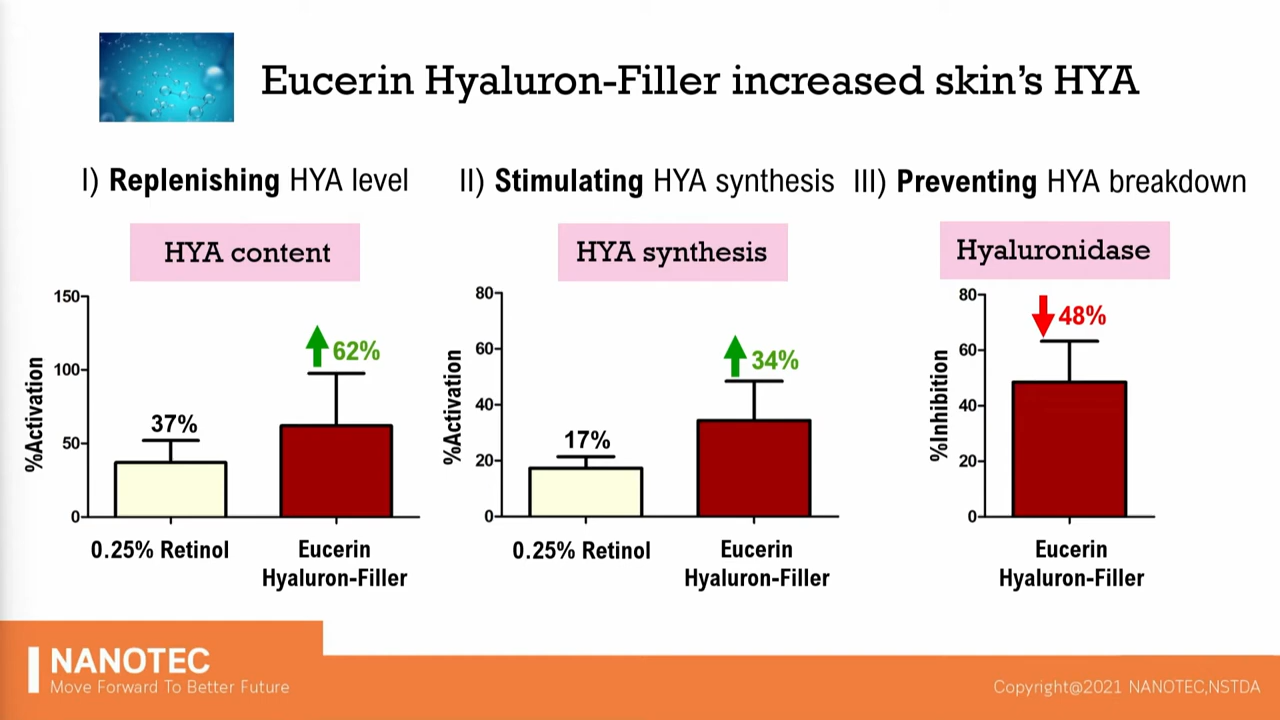 Eucerin Hyaluron-Filler increased skin's HYA
I) Replenishing HYA level
HYA content
150
100
50
0
%Activation
37%
62%
0.25% Retinol
Eucerin
Hyaluron-Filler
II) Stimulating HYA synthesis
HYA synthesis
80
60
40
20
0
%Activation
17%
34%
0.25% Retinol
Eucerin
Hyaluron-Filler
III) Preventing HYA breakdown
Hyaluronidase
80
60
40
20
0
%Inhibition
48%
Eucerin
Hyaluron-Filler
NANOTEC
Move Forward To Better Future
Copyright@2021 NANOTEC,NSTDA